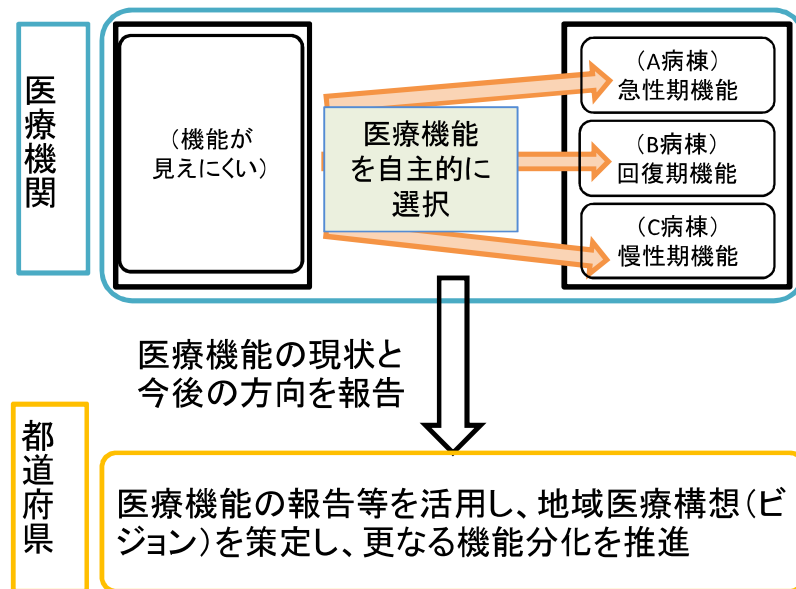 医療機関
（機能が
見えにくい）
医療機能
を自主的に
選択
（A病棟）
急性期機能
（B病棟）
回復期機能
（C病棟）
慢性期機能
医療機能の現状と
今後の方向を報告
都道府県
医療機能の報告等を活用し、地域医療構想（ビ
ジョン）を策定し、更なる機能分化を推進